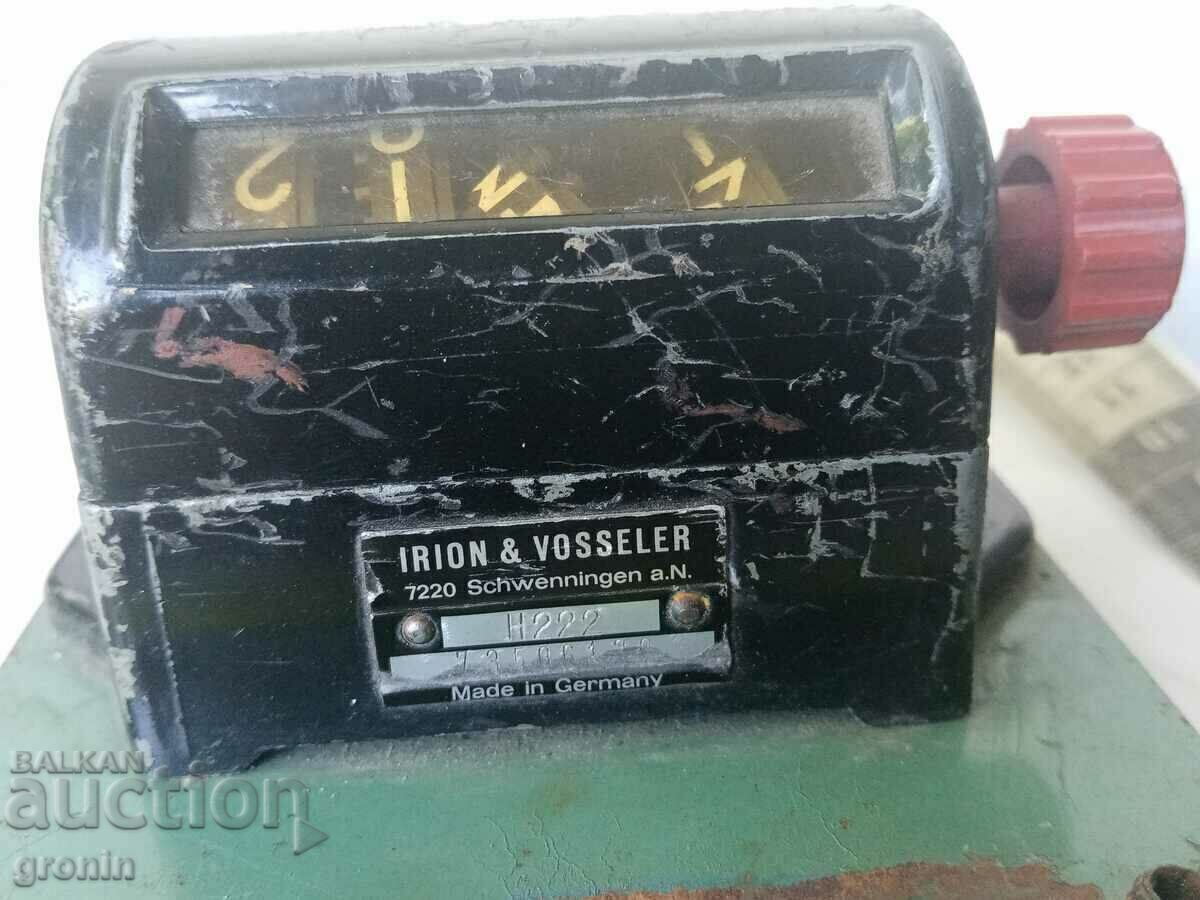 IRION & VOSSELER
7220 Schwenningen a.N.
H222
Made in Germany
BALKAN
auction
gronin